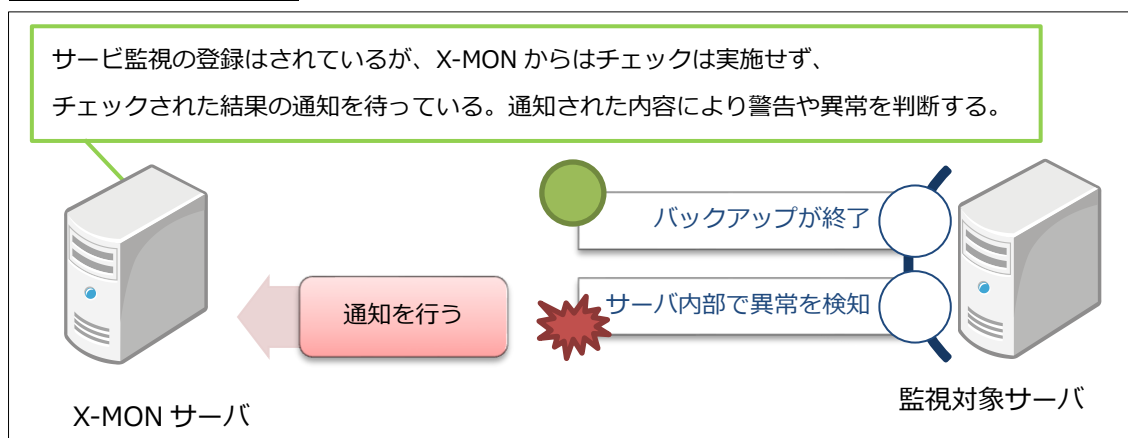 サービ監視の登録はされているが、X-MON からはチェックは実施せず、
チェックされた結果の通知を待っている。通知された内容により警告や異常を判断する。
バックアップが終了
サーバ内部で異常を検知
通知を行う
X-MON サーバ
監視対象サーバ